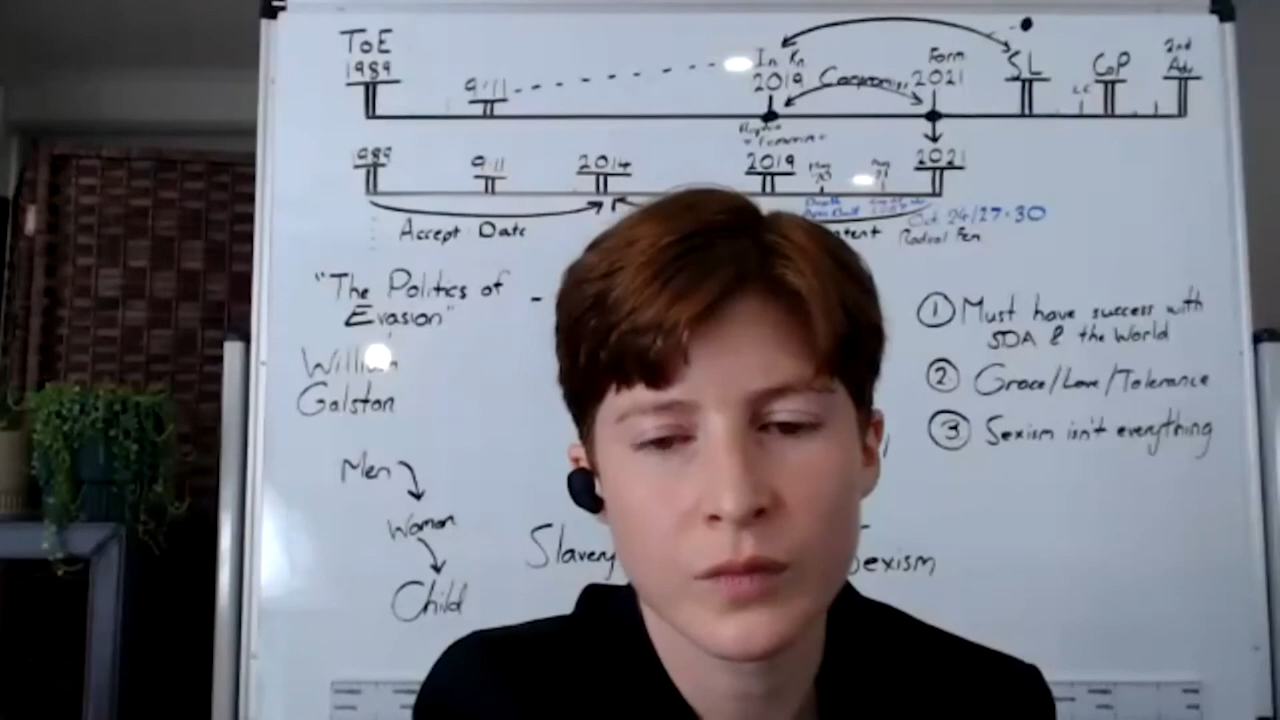 ToE
1989
9·11
In Kn
2019
Compromise
Form
2021
SL
CoP
2nd
Adv
1989
9·11
2014
2019
2021
Accept Date
Oct 24/27·30
Radical Fem
"The Politics of
Evasion" -
William
Galston
① Must have success with
SDA & the World
② Grace/Love/Tolerance
③ Sexism isn't everything
Men
Woman
Child
Slavery
Sexism